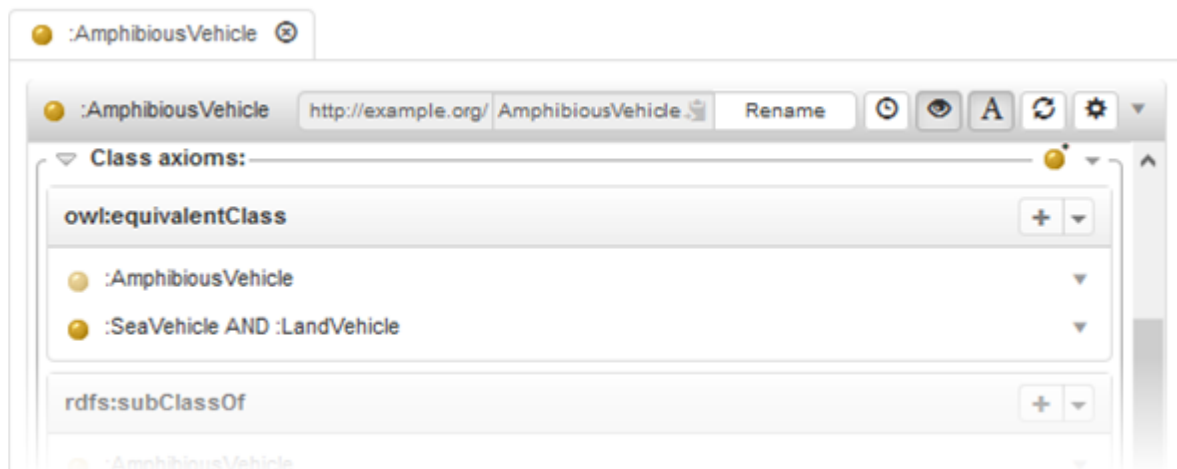 :AmphibiousVehicle
:AmphibiousVehicle http://example.org/ AmphibiousVehicle Rename A
Class axioms:
owl:equivalentClass
:AmphibiousVehicle
:SeaVehicle AND :LandVehicle
rdfs:subClassOf
:AmphibiousVehicle